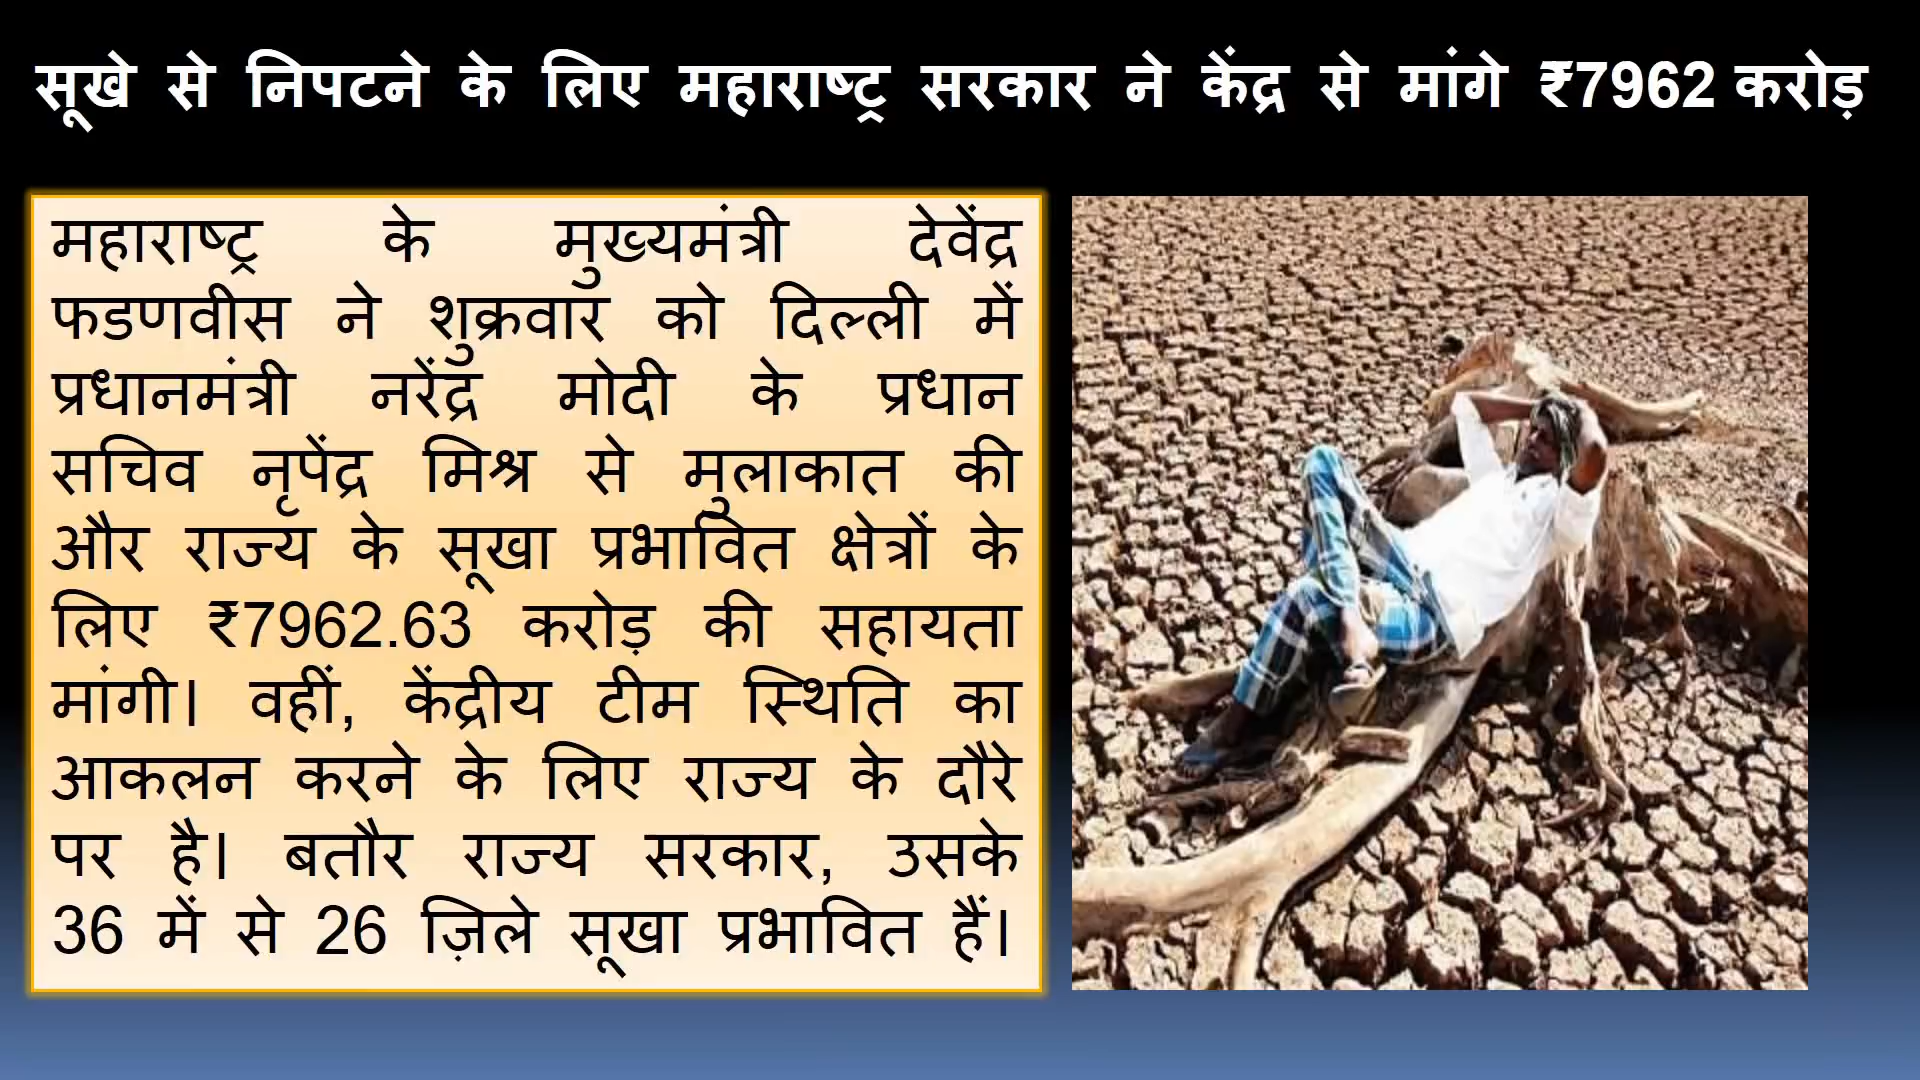 सूखे से निपटने के लिए महाराष्ट्र सरकार ने केंद्र से मांगे ₹7962 करोड़
महाराष्ट्र के मुख्यमंत्री देवेंद्र
फडणवीस ने शुक्रवार को दिल्ली में
प्रधानमंत्री नरेंद्र मोदी के प्रधान
सचिव नृपेंद्र मिश्र से मुलाकात की
और राज्य के सूखा प्रभावित क्षेत्रों के
लिए ₹7962.63 करोड़ की सहायता
मांगी। वहीं, केंद्रीय टीम स्थिति का
आकलन करने के लिए राज्य के दौरे
पर है। बतौर राज्य सरकार, उसके
36 में से 26 ज़िले सूखा प्रभावित हैं।